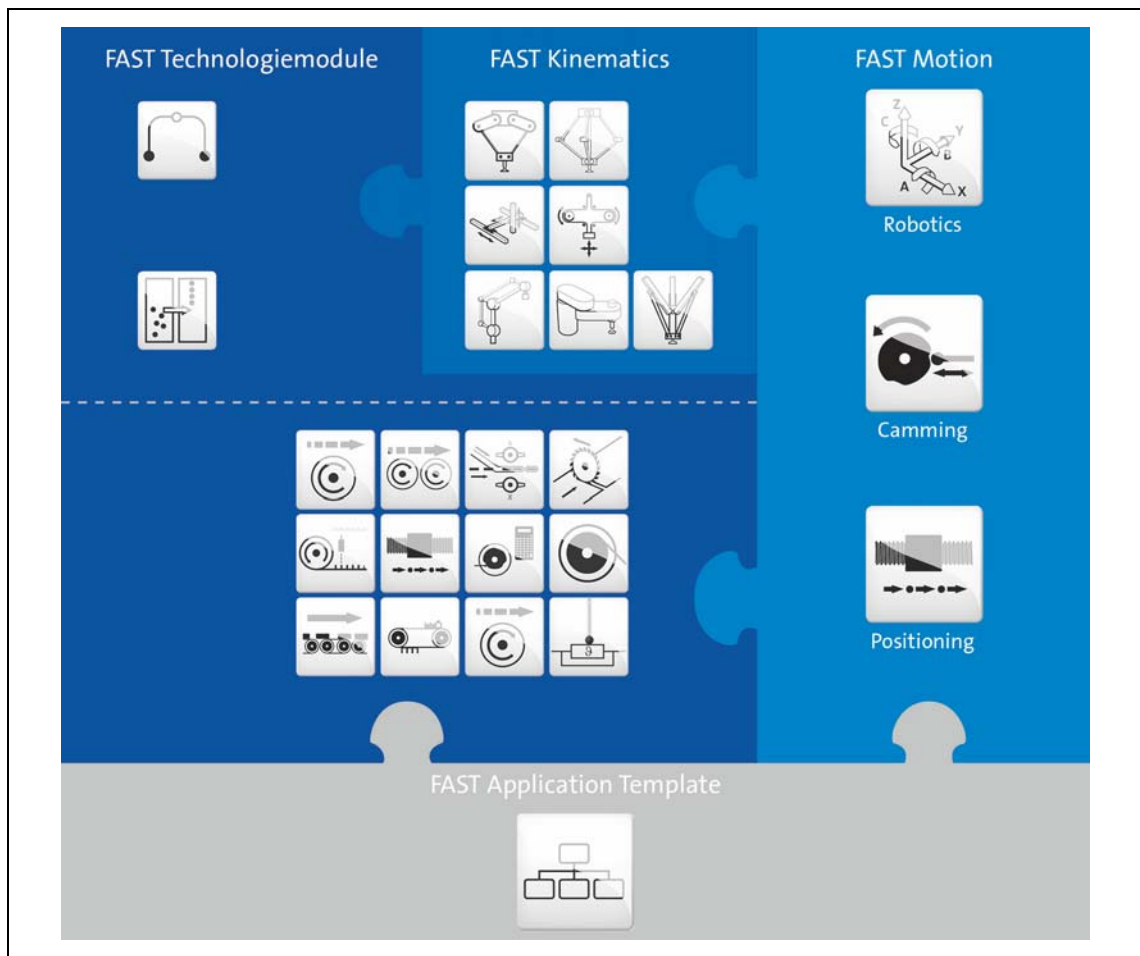 FAST Technologiemodule
FAST Kinematics
FAST Motion
Z
C
Y
B
A
X
Robotics
Camming
Positioning
FAST Application Template